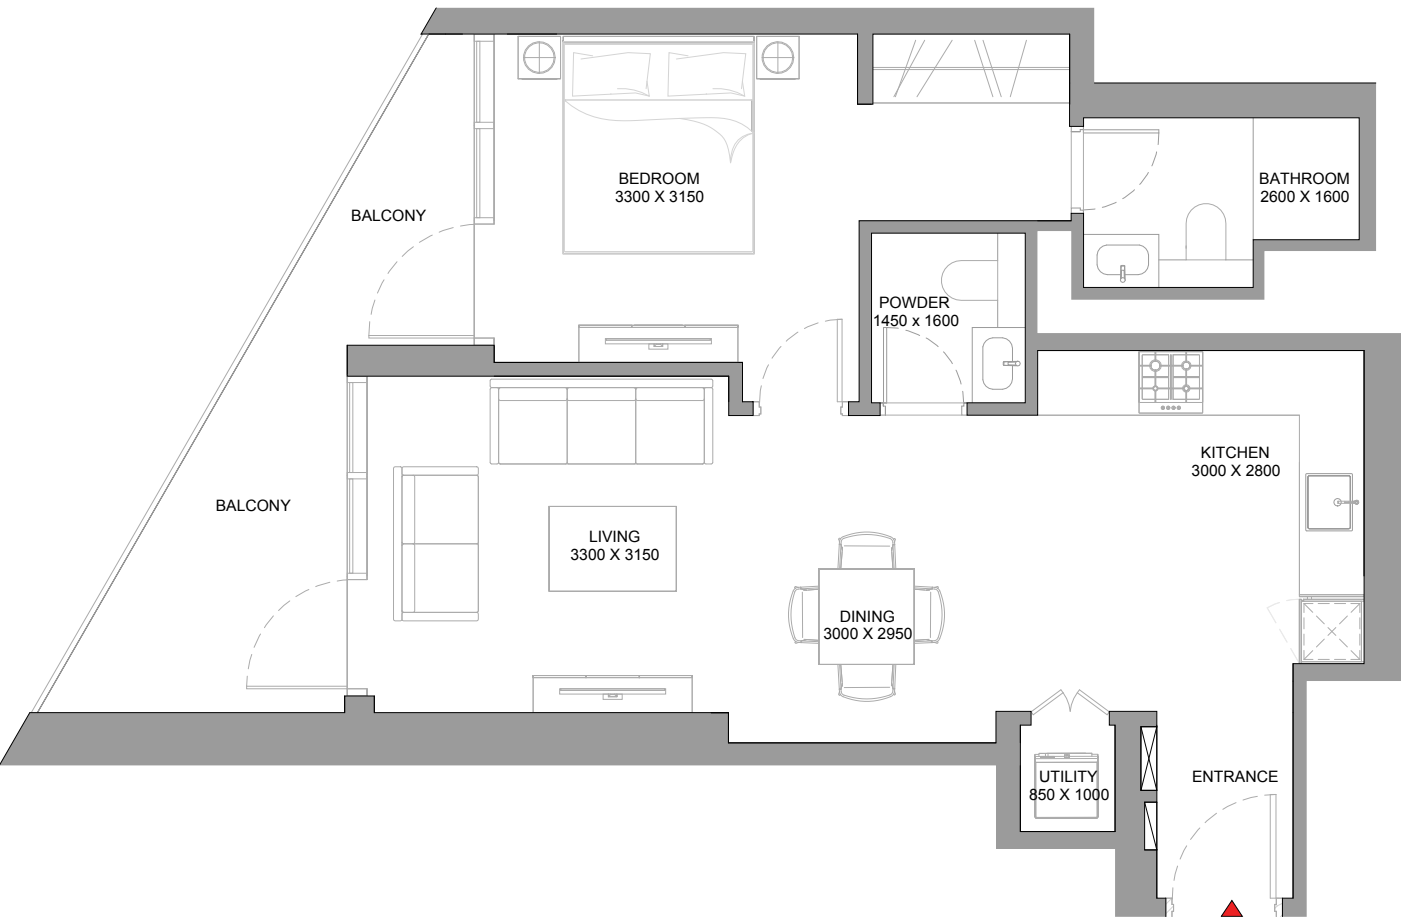 BEDROOM
3300 X 3150
BALCONY
BATHROOM
2600 X 1600
POWDER
1450 x 1600
KITCHEN
3000 X 2800
BALCONY
LIVING
3300 X 3150
DINING
3000 X 2950
UTILITY
850 X 1000
ENTRANCE